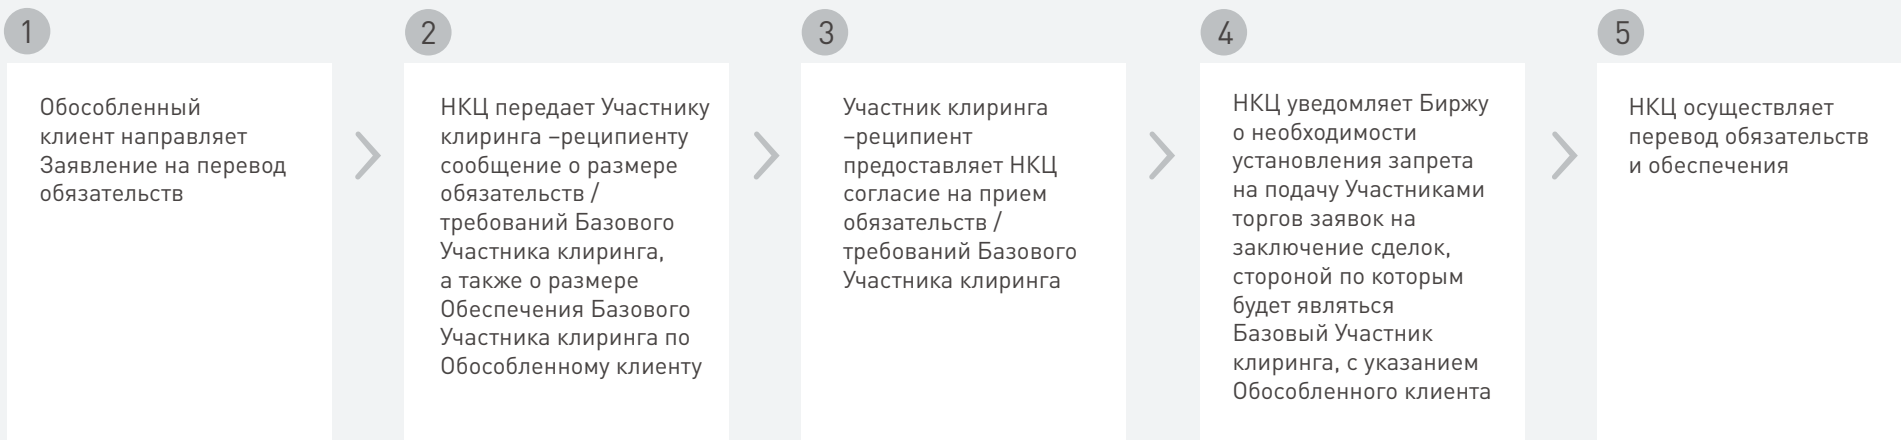 1
Обособленный
клиент направляет
Заявление на перевод
обязательств
2
НКЦ передает Участнику
клиринга –реципиенту
сообщение о размере
обязательств /
требований Базового
Участника клиринга,
а также о размере
Обеспечения Базового
Участника клиринга по
Обособленному клиенту
3
Участник клиринга
–реципиент
предоставляет НКЦ
согласие на прием
обязательств /
требований Базового
Участника клиринга
4
НКЦ уведомляет Биржу
о необходимости
установления запрета
на подачу Участниками
торгов заявок на
заключение сделок,
стороной по которым
будет являться
Базовый Участник
клиринга, с указанием
Обособленного клиента
5
НКЦ осуществляет
перевод обязательств
и обеспечения